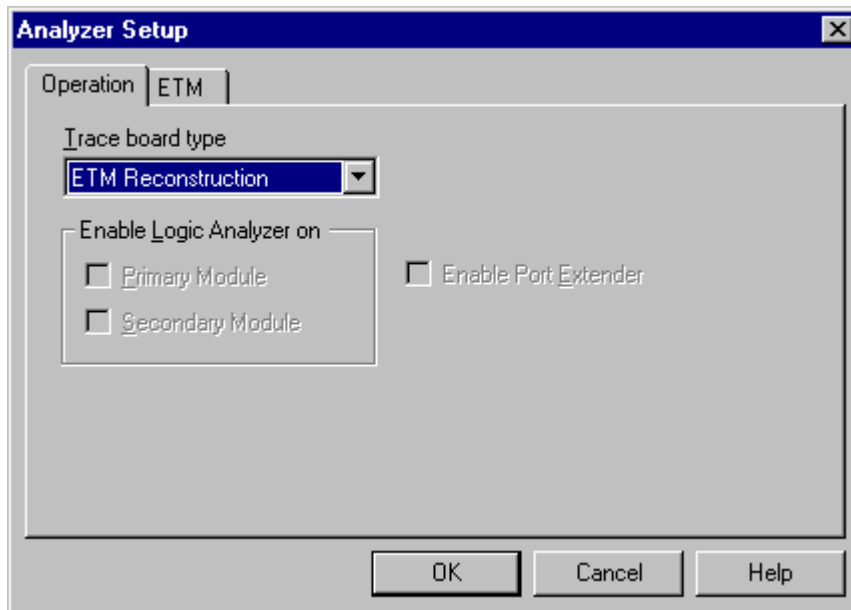 Analyzer Setup
Operation ETM
Trace board type
ETM Reconstruction
Enable Logic Analyzer on
Primary Module Enable Port Extender
Secondary Module
OK Cancel Help